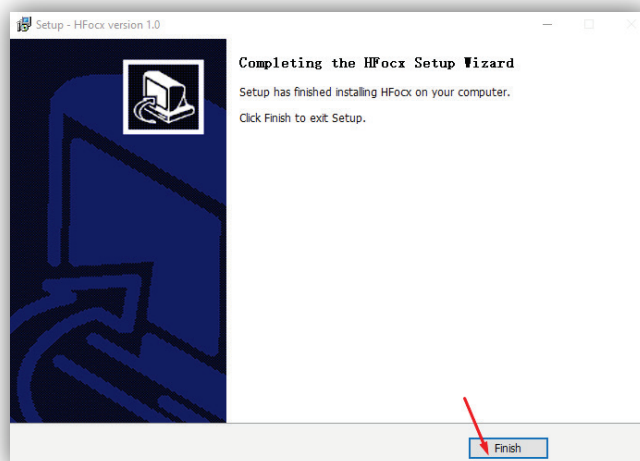 Setup - HFocx version 1.0
Completing the HFocx Setup Wizard
Setup has finished installing HFocx on your computer.
Click Finish to exit Setup.
Finish